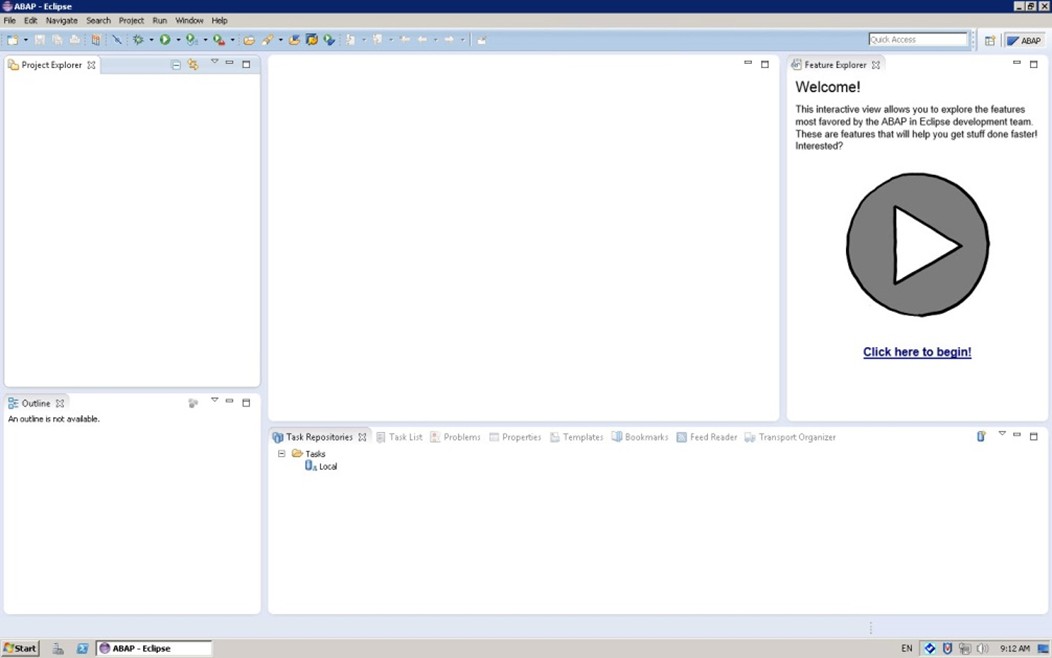 ABAP - Eclipse
File Edit Navigate Search Project Run Window Help
Quick Access
ABAP
Project Explorer
Feature Explorer
Welcome!
This interactive view allows you to explore the features
most favored by the ABAP in Eclipse development team.
These are features that will help you get stuff done faster!
Interested?
Click here to begin!
Outline
An outline is not available.
Task Repositories Task List Problems Properties Templates Bookmarks Feed Reader Transport Organizer
Tasks
Local
Start
ABAP - Eclipse
EN
9:12 AM